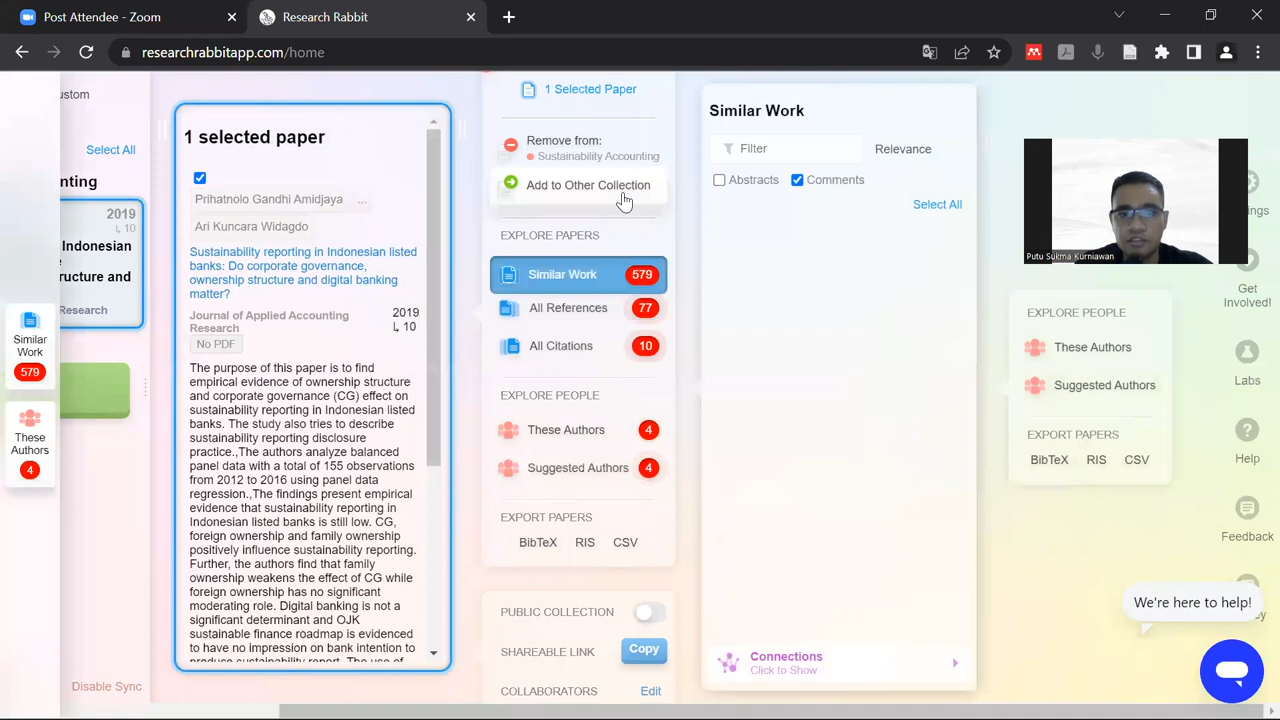 Post Attendee - Zoom
Research Rabbit
researchrabbitapp.com/home
ustom
Select All
nting
2019
↳ 10
Indonesian
e
ructure and
Research
Similar
Work
579
These
Authors
4
Disable Sync
1 selected paper
Prihatnolo Gandhi Amidjaya ...
Ari Kuncara Widagdo
Sustainability reporting in Indonesian listed
banks: Do corporate governance,
ownership structure and digital banking
matter?
Journal of Applied Accounting
Research
2019
↳ 10
No PDF
The purpose of this paper is to find
empirical evidence of ownership structure
and corporate governance (CG) effect on
sustainability reporting in Indonesian listed
banks. The study also tries to describe
sustainability reporting disclosure
practice.,The authors analyze balanced
panel data with a total of 155 observations
from 2012 to 2016 using panel data
regression.,The findings present empirical
evidence that sustainability reporting in
Indonesian listed banks is still low. CG,
foreign ownership and family ownership
positively influence sustainability reporting.
Further, the authors find that family
ownership weakens the effect of CG while
foreign ownership has no significant
moderating role. Digital banking is not a
significant determinant and OJK
sustainable finance roadmap is evidenced
to have no impression on bank intention to
produce sustainability report. The use of
1 Selected Paper
Remove from:
Sustainability Accounting
Add to Other Collection
EXPLORE PAPERS
Similar Work 579
All References 77
All Citations 10
EXPLORE PEOPLE
These Authors 4
Suggested Authors 4
EXPORT PAPERS
BibTeX RIS CSV
PUBLIC COLLECTION
SHAREABLE LINK Copy
COLLABORATORS Edit
Similar Work
Filter Relevance
Abstracts Comments
Select All
Connections
Click to Show
Putu Sukma Kurniawan
EXPLORE PEOPLE
These Authors
Suggested Authors
EXPORT PAPERS
BibTeX RIS CSV
ngs
Get
Involved!
Labs
Help
Feedback
We're here to help!